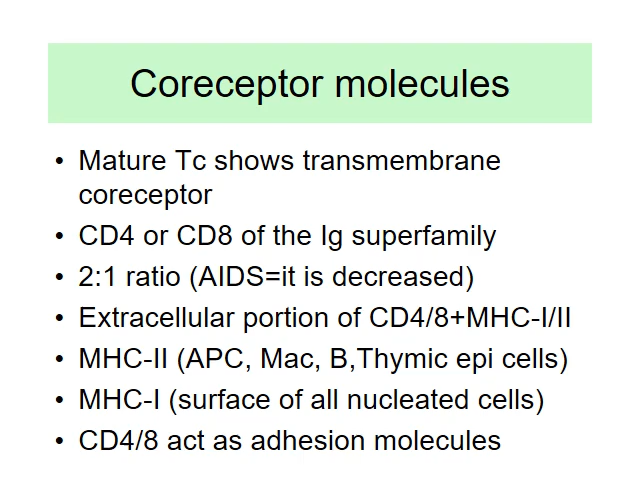 Coreceptor molecules
• Mature Tc shows transmembrane
coreceptor
• CD4 or CD8 of the Ig superfamily
• 2:1 ratio (AIDS=it is decreased)
• Extracellular portion of CD4/8+MHC-I/II
• MHC-II (APC, Mac, B,Thymic epi cells)
• MHC-I (surface of all nucleated cells)
• CD4/8 act as adhesion molecules